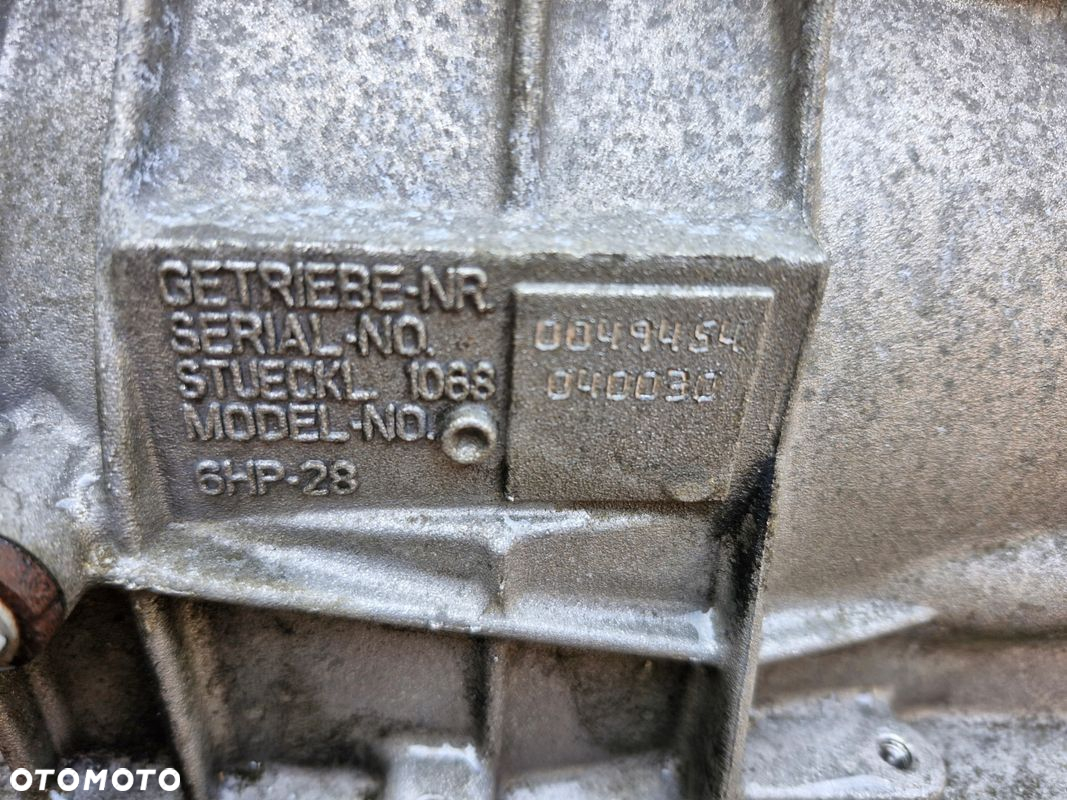 GETRIEBE-NR.
SERIAL-NO. 0049454
STUECKL. 1068 040030
MODEL-NO.
6HP-28
OTOMOTO